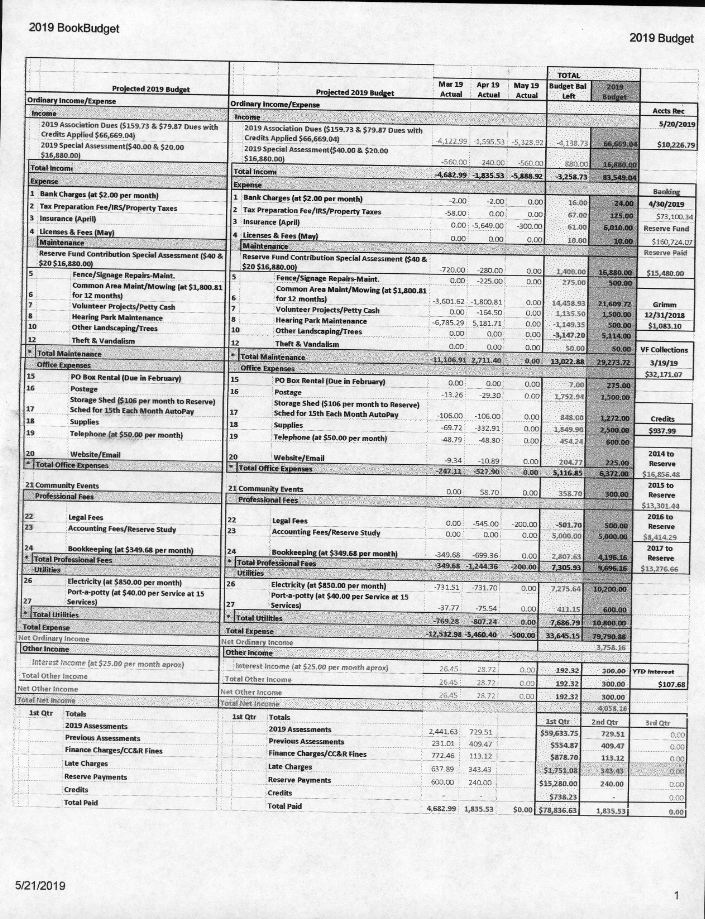 2019 BookBudget
2019 Budget
Projected 2019 Budget Projected 2019 Budget Mar 19 Actual Apr 19 Actual May 19 Actual TOTAL Budget Bal Left 2019 Budget
Ordinary Income/Expense Ordinary Income/Expense Accts Rec
Income Income 5/20/2019
2019 Association Dues ($159.73 & $79.87 Dues with Credits Applied $66,669.04) 2019 Association Dues ($159.73 & $79.87 Dues with Credits Applied $66,669.04) -4,122.99 -1,595.53 -5,328.92 -4,138.73 66,669.04 $10,226.79
2019 Special Assessment($40.00 & $20.00 $16,880.00) 2019 Special Assessment($40.00 & $20.00 $16,880.00) -560.00 240.00 -560.00 880.00 16,880.00
Total Income Total Income -4,682.99 -1,835.53 -5,888.92 -3,258.73 83,549.04
Expense Expense Banking
1 Bank Charges (at $2.00 per month) 1 Bank Charges (at $2.00 per month) -2.00 -2.00 0.00 16.00 24.00 4/30/2019
2 Tax Preparation Fee/IRS/Property Taxes 2 Tax Preparation Fee/IRS/Property Taxes -58.00 0.00 0.00 67.00 125.00 $73,100.34
3 Insurance (April) 3 Insurance (April) 0.00 -5,649.00 -300.00 61.00 6,010.00 Reserve Fund
4 Licenses & Fees (May) 4 Licenses & Fees (May) 0.00 0.00 0.00 10.00 10.00 $160,724.07
Maintenance Maintenance Reserve Paid
Reserve Fund Contribution Special Assessment ($40 & $20 $16,880.00) Reserve Fund Contribution Special Assessment ($40 & $20 $16,880.00) -720.00 -280.00 0.00 1,400.00 16,880.00 $15,480.00
5 Fence/Signage Repairs-Maint. 5 Fence/Signage Repairs-Maint. 0.00 -225.00 0.00 275.00 500.00
6 Common Area Maint/Mowing (at $1,800.81 for 12 months) 6 Common Area Maint/Mowing (at $1,800.81 for 12 months) -3,601.62 -1,800.81 0.00 14,458.93 21,609.72 Grimm
7 Volunteer Projects/Petty Cash 7 Volunteer Projects/Petty Cash 0.00 -164.50 0.00 1,135.50 1,500.00 12/31/2018
8 Hearing Park Maintenance 8 Hearing Park Maintenance -6,785.29 5,181.71 0.00 -1,149.35 500.00 $1,083.10
10 Other Landscaping/Trees 10 Other Landscaping/Trees 0.00 0.00 0.00 -3,147.20 5,114.00
12 Theft & Vandalism 12 Theft & Vandalism 0.00 0.00 0.00 50.00 50.00 VF Collections
* Total Maintenance * Total Maintenance -11,106.91 2,711.40 0.00 13,022.88 29,273.72 3/19/19
Office Expenses Office Expenses $32,171.07
15 PO Box Rental (Due in February) 15 PO Box Rental (Due in February) 0.00 0.00 0.00 7.00 275.00
16 Postage 16 Postage -13.26 -29.30 0.00 1,752.94 1,500.00
17 Storage Shed ($106 per month to Reserve) Sched for 15th Each Month AutoPay 17 Storage Shed ($106 per month to Reserve) Sched for 15th Each Month AutoPay -106.00 -106.00 0.00 848.00 1,272.00 Credits
18 Supplies 18 Supplies -69.72 -332.91 0.00 1,849.90 2,500.00 $937.99
19 Telephone (at $50.00 per month) 19 Telephone (at $50.00 per month) -48.79 -48.80 0.00 454.24 600.00
20 Website/Email 20 Website/Email -9.34 -10.89 0.00 204.77 225.00 2014 to Reserve
* Total Office Expenses * Total Office Expenses -247.11 -527.90 0.00 5,116.85 6,372.00 $16,856.48
21 Community Events 21 Community Events 0.00 58.70 0.00 358.70 300.00 2015 to Reserve
Professional Fees Professional Fees $13,301.44
22 Legal Fees 22 Legal Fees 0.00 -545.00 -200.00 -501.70 500.00 2016 to Reserve
23 Accounting Fees/Reserve Study 23 Accounting Fees/Reserve Study 0.00 0.00 0.00 5,000.00 5,000.00 $8,414.29
24 Bookkeeping (at $349.68 per month) 24 Bookkeeping (at $349.68 per month) -349.68 -699.36 0.00 2,807.63 4,196.16 2017 to Reserve
* Total Professional Fees * Total Professional Fees -349.68 -1,244.36 -200.00 7,305.93 9,696.16 $13,276.66
Utilities Utilities
26 Electricity (at $850.00 per month) 26 Electricity (at $850.00 per month) -731.51 -731.70 0.00 7,275.64 10,200.00
27 Port-a-potty (at $40.00 per Service at 15 Services) 27 Port-a-potty (at $40.00 per Service at 15 Services) -37.77 -75.54 0.00 411.15 600.00
* Total Utilities * Total Utilities -769.28 -807.24 0.00 7,686.79 10,800.00
Total Expense Total Expense -12,532.98 -5,460.40 -500.00 33,645.15 79,790.88
Net Ordinary Income Net Ordinary Income 3,758.16
Other Income Other Income
Interest Income (at $25.00 per month aprox) Interest Income (at $25.00 per month aprox) 26.45 28.72 0.00 192.32 300.00 YTD Interest
Total Other Income Total Other Income 26.45 28.72 0.00 192.32 300.00 $107.68
Net Other Income Net Other Income 26.45 28.72 0.00 192.32 300.00
Total Net Income Total Net Income 4,058.16
1st Qtr Totals 1st Qtr Totals 1st Qtr 2nd Qtr 3rd Qtr
2019 Assessments 2019 Assessments 2,441.63 729.51 $59,633.75 729.51 0.00
Previous Assessments Previous Assessments 231.01 409.47 $554.87 409.47 0.00
Finance Charges/CC&R Fines Finance Charges/CC&R Fines 772.46 113.12 $878.70 113.12 0.00
Late Charges Late Charges 637.89 343.43 $1,751.08 343.43 0.00
Reserve Payments Reserve Payments 600.00 240.00 $15,280.00 240.00 0.00
Credits Credits - - $738.23 - 0.00
Total Paid Total Paid 4,682.99 1,835.53 $0.00 $78,836.63 1,835.53 0.00
5/21/2019
1